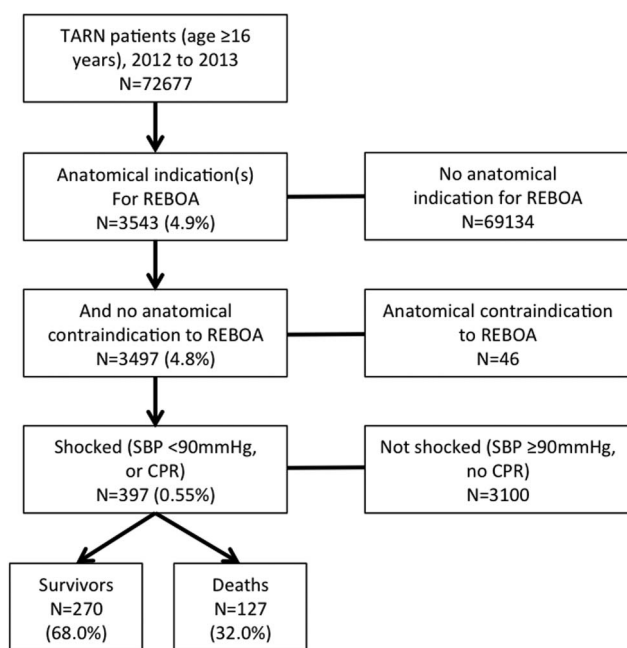 TARN patients (age ≥16
years), 2012 to 2013
N=72677
Anatomical indication(s)
For REBOA
N=3543 (4.9%)
No anatomical
indication for REBOA
N=69134
And no anatomical
contraindication to REBOA
N=3497 (4.8%)
Anatomical contraindication
to REBOA
N=46
Shocked (SBP <90mmHg,
or CPR)
N=397 (0.55%)
Not shocked (SBP ≥90mmHg,
no CPR)
N=3100
Survivors
N=270
(68.0%)
Deaths
N=127
(32.0%)